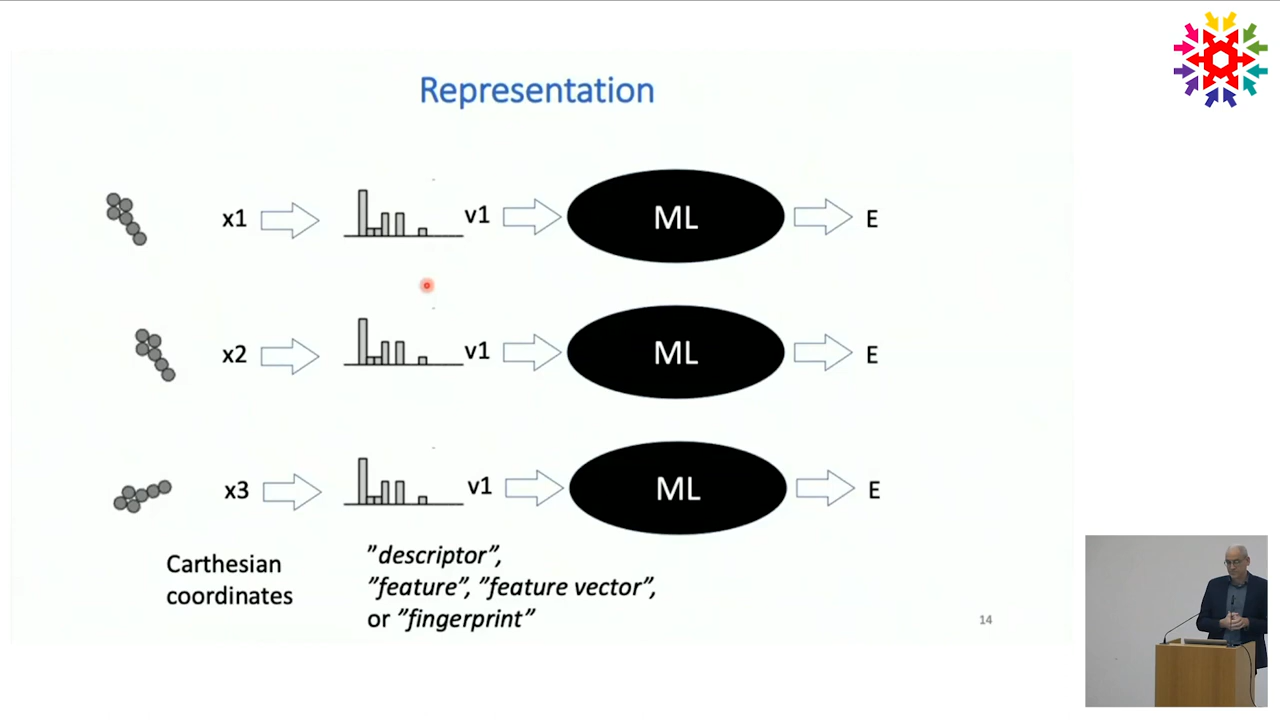 Representation
x1 v1 ML E
x2 v1 ML E
x3 v1 ML E
Carthesian
coordinates
”descriptor”,
”feature”, ”feature vector”,
or ”fingerprint”
14